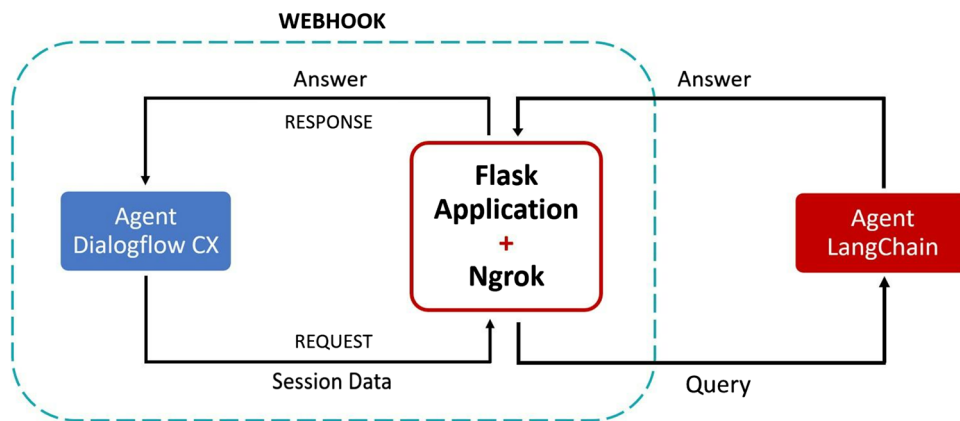 WEBHOOK
Answer
RESPONSE
Answer
Flask
Application
+
Ngrok
Agent
Dialogflow CX
Agent
LangChain
REQUEST
Session Data
Query